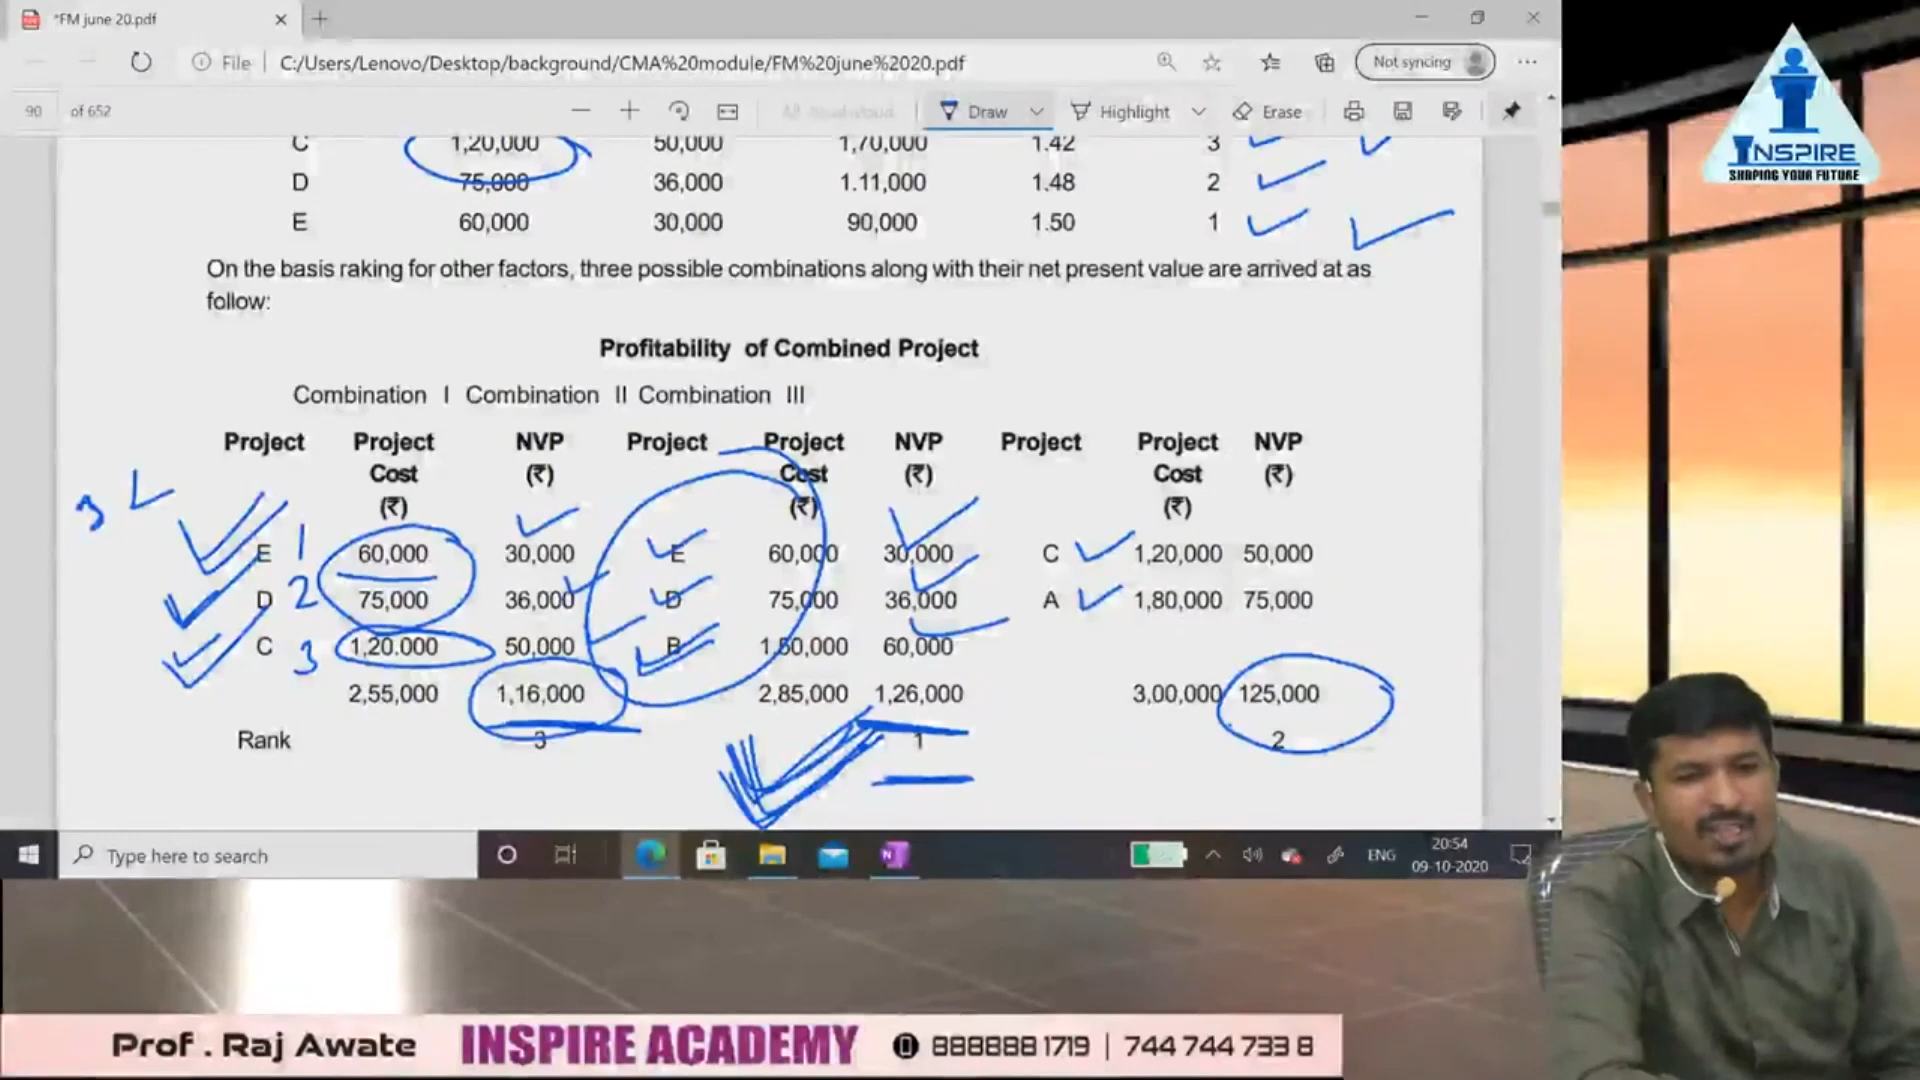 *FM june 20.pdf
File
C:/Users/Lenovo/Desktop/background/CMA%20module/FM%20june%2020.pdf
Not syncing
90 of 652
Draw
Highlight
Erase
C 1,20,000 50,000 1,70,000 1.42 3
D 75,000 36,000 1.11,000 1.48 2
E 60,000 30,000 90,000 1.50 1
On the basis raking for other factors, three possible combinations along with their net present value are arrived at as
follow:
Profitability of Combined Project
Combination I Combination II Combination III
Project Project NVP Project Project NVP Project Project NVP
Cost (₹) Cost (₹) Cost (₹)
(₹) (₹) (₹)
3
E 1 60,000 30,000 E 60,000 30,000 C 1,20,000 50,000
D 2 75,000 36,000 D 75,000 36,000 A 1,80,000 75,000
C 3 1,20.000 50,000 B 1,50,000 60,000
2,55,000 1,16,000 2,85,000 1,26,000 3,00,000 125,000
Rank 3 1 2
Type here to search
ENG
20:54
09-10-2020
INSPIRE
SHAPING YOUR FUTURE
Prof . Raj Awate INSPIRE ACADEMY 888888 1719 | 744 744 733 8